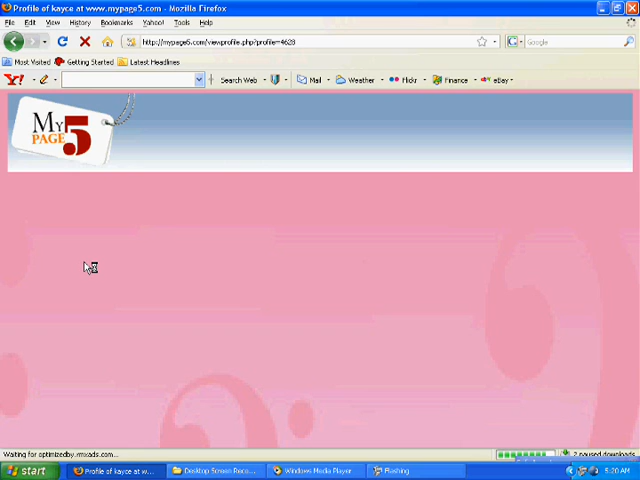 Profile of kayce at www.mypage5.com - Mozilla Firefox
File Edit View History Bookmarks Yahoo! Tools Help
http://mypage5.com/viewprofile.php?profile=4628
Google
Most Visited Getting Started Latest Headlines
Y! Search Web Mail Weather Flickr Finance eBay
My
PAGE 5
Waiting for optimizedby.rmxads.com...
2 paused downloads
start Profile of kayce at w... Desktop Screen Reco... Windows Media Player Flashing 5:20 AM